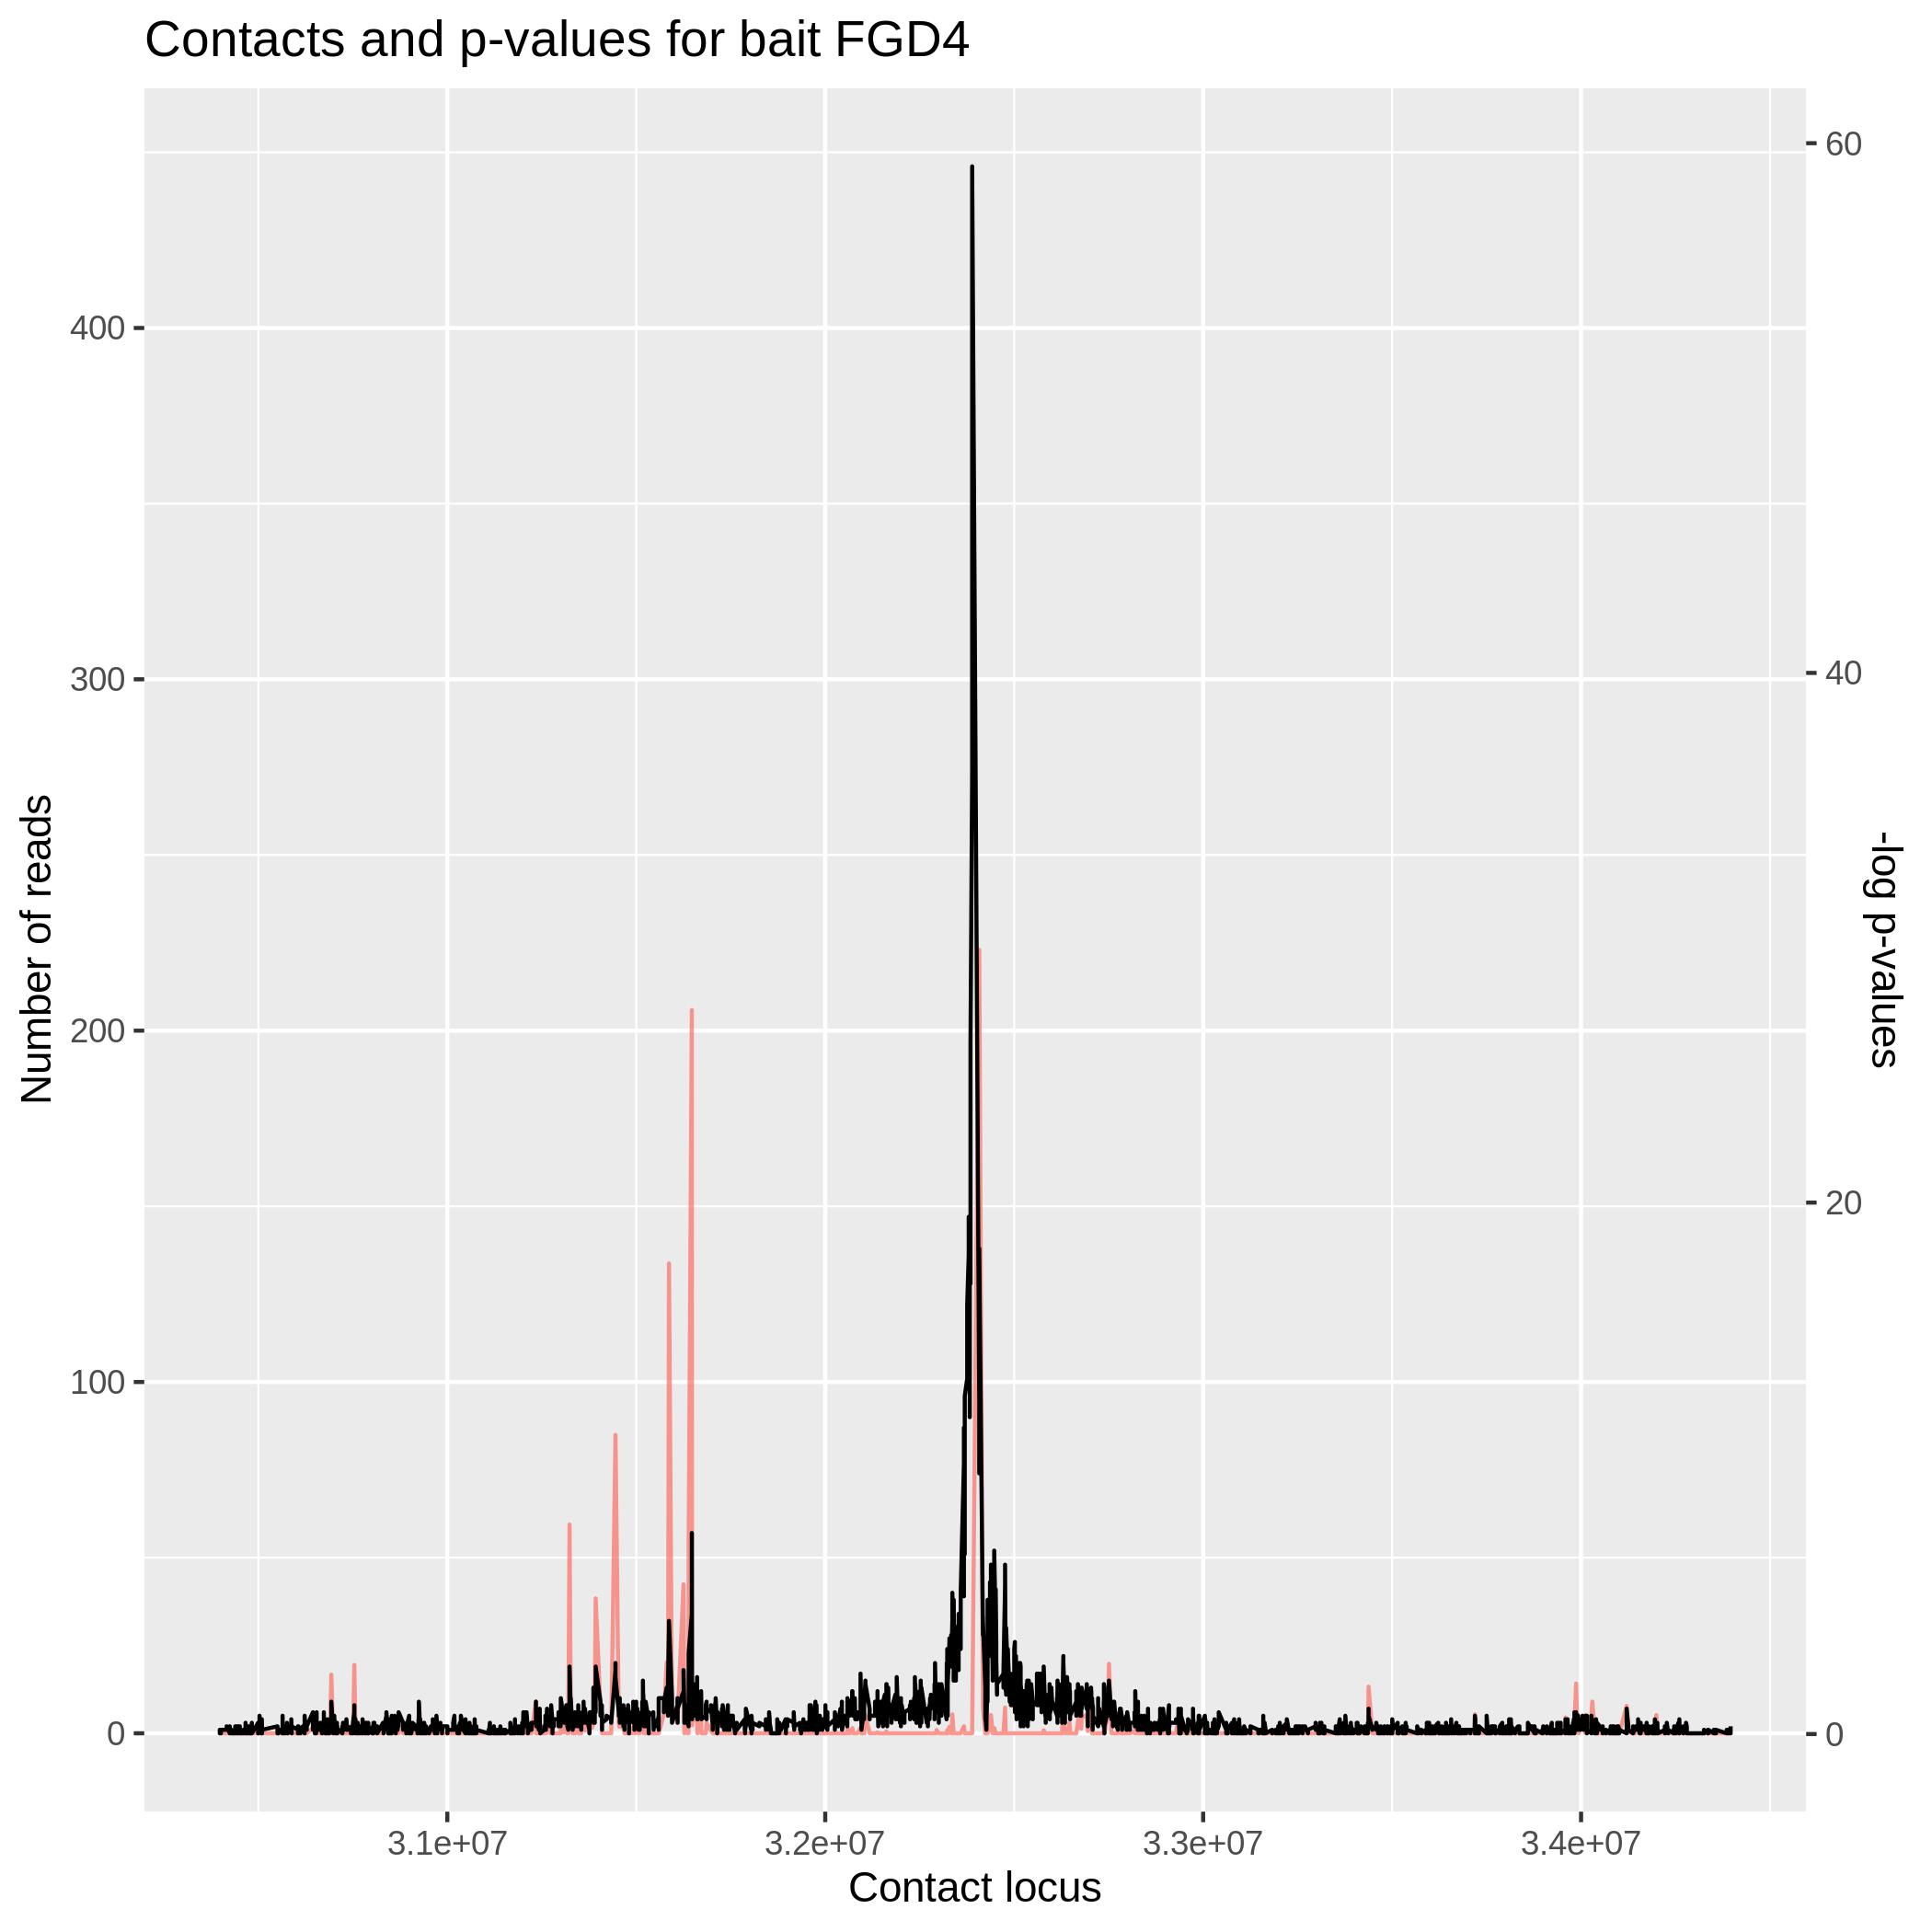 Contacts and p-values for bait FGD4
Number of reads
400
300
200
100
0
60
40
20
0
-log p-values
3.1e+07
3.2e+07
3.3e+07
3.4e+07
Contact locus